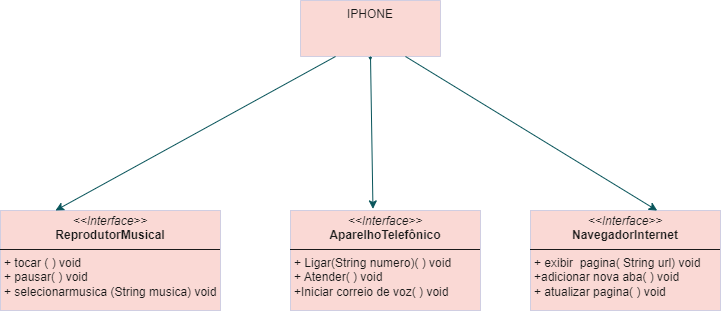 IPHONE
<<Interface>>
ReprodutorMusical
+ tocar ( ) void
+ pausar( ) void
+ selecionarmusica (String musica) void
<<Interface>>
AparelhoTelefônico
+ Ligar(String numero)( ) void
+ Atender( ) void
+Iniciar correio de voz( ) void
<<Interface>>
NavegadorInternet
+ exibir pagina( String url) void
+adicionar nova aba( ) void
+ atualizar pagina( ) void